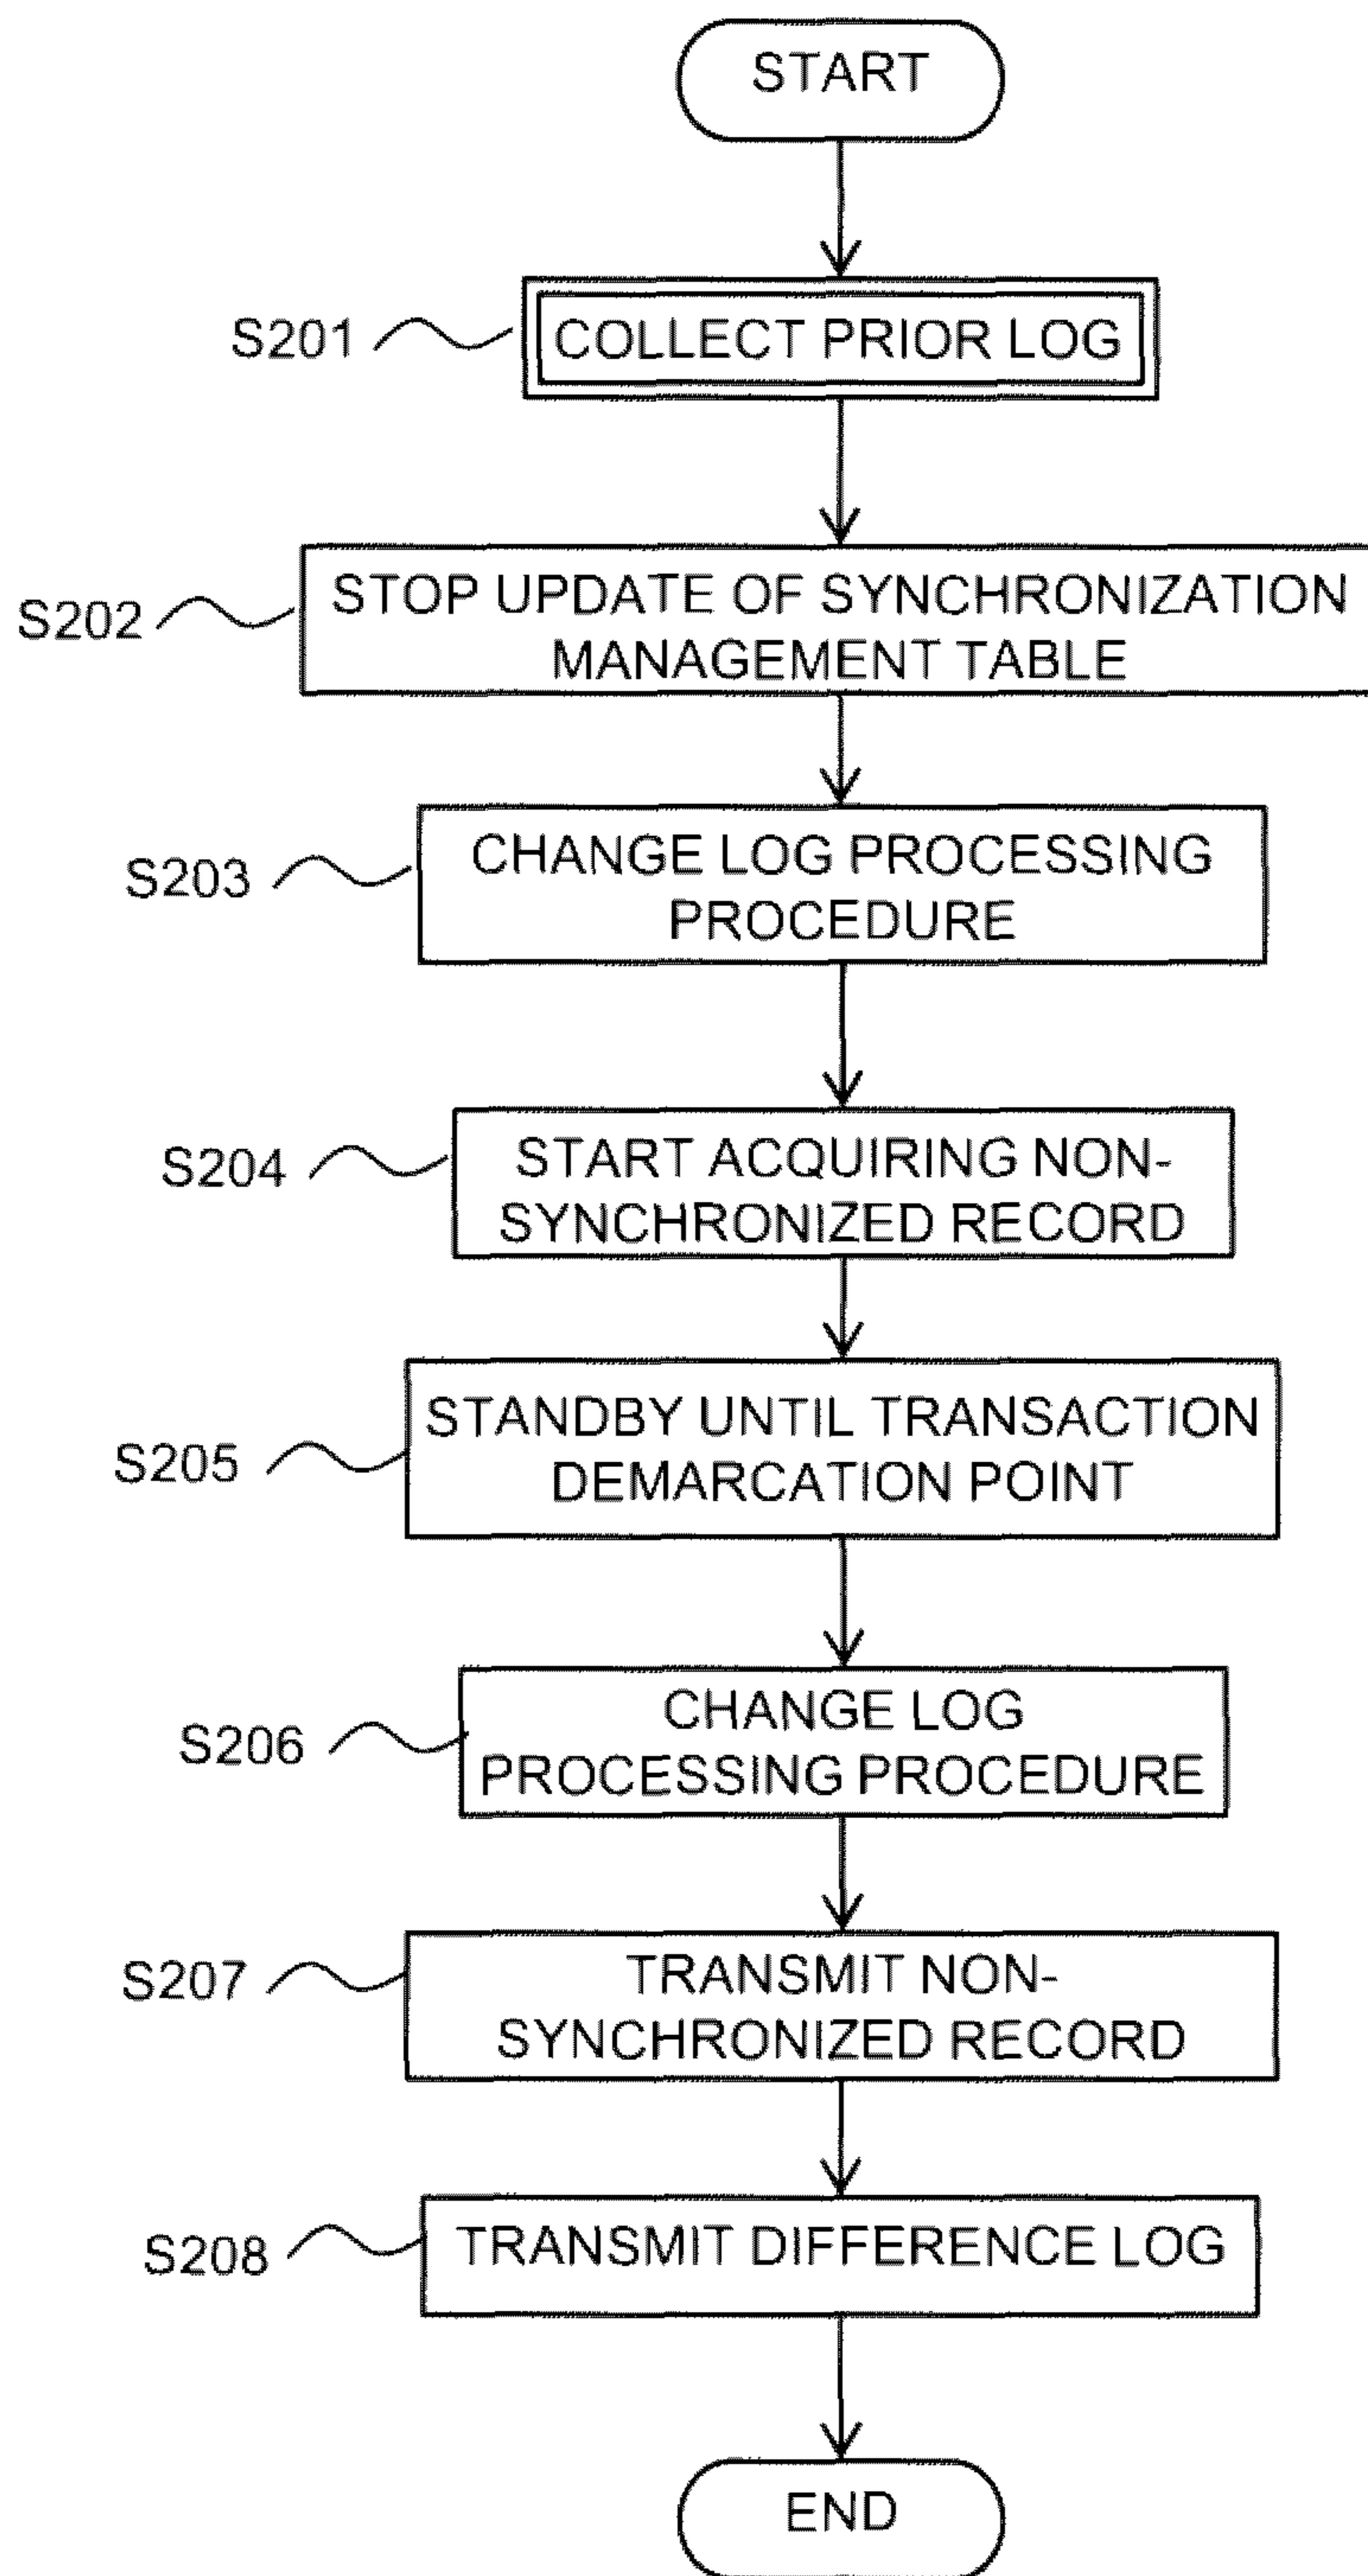 START
S201
COLLECT PRIOR LOG
S202
STOP UPDATE OF SYNCHRONIZATION
MANAGEMENT TABLE
S203
CHANGE LOG PROCESSING
PROCEDURE
S204
START ACQUIRING NON-
SYNCHRONIZED RECORD
S205
STANDBY UNTIL TRANSACTION
DEMARCATION POINT
S206
CHANGE LOG
PROCESSING PROCEDURE
S207
TRANSMIT NON-
SYNCHRONIZED RECORD
S208
TRANSMIT DIFFERENCE LOG
END